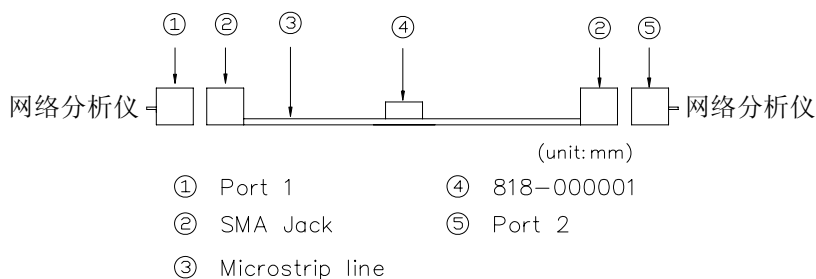 ① ② ③ ④ ② ⑤
网络分析仪 网络分析仪
(unit:mm)
① Port 1 ④ 818-000001
② SMA Jack ⑤ Port 2
③ Microstrip line